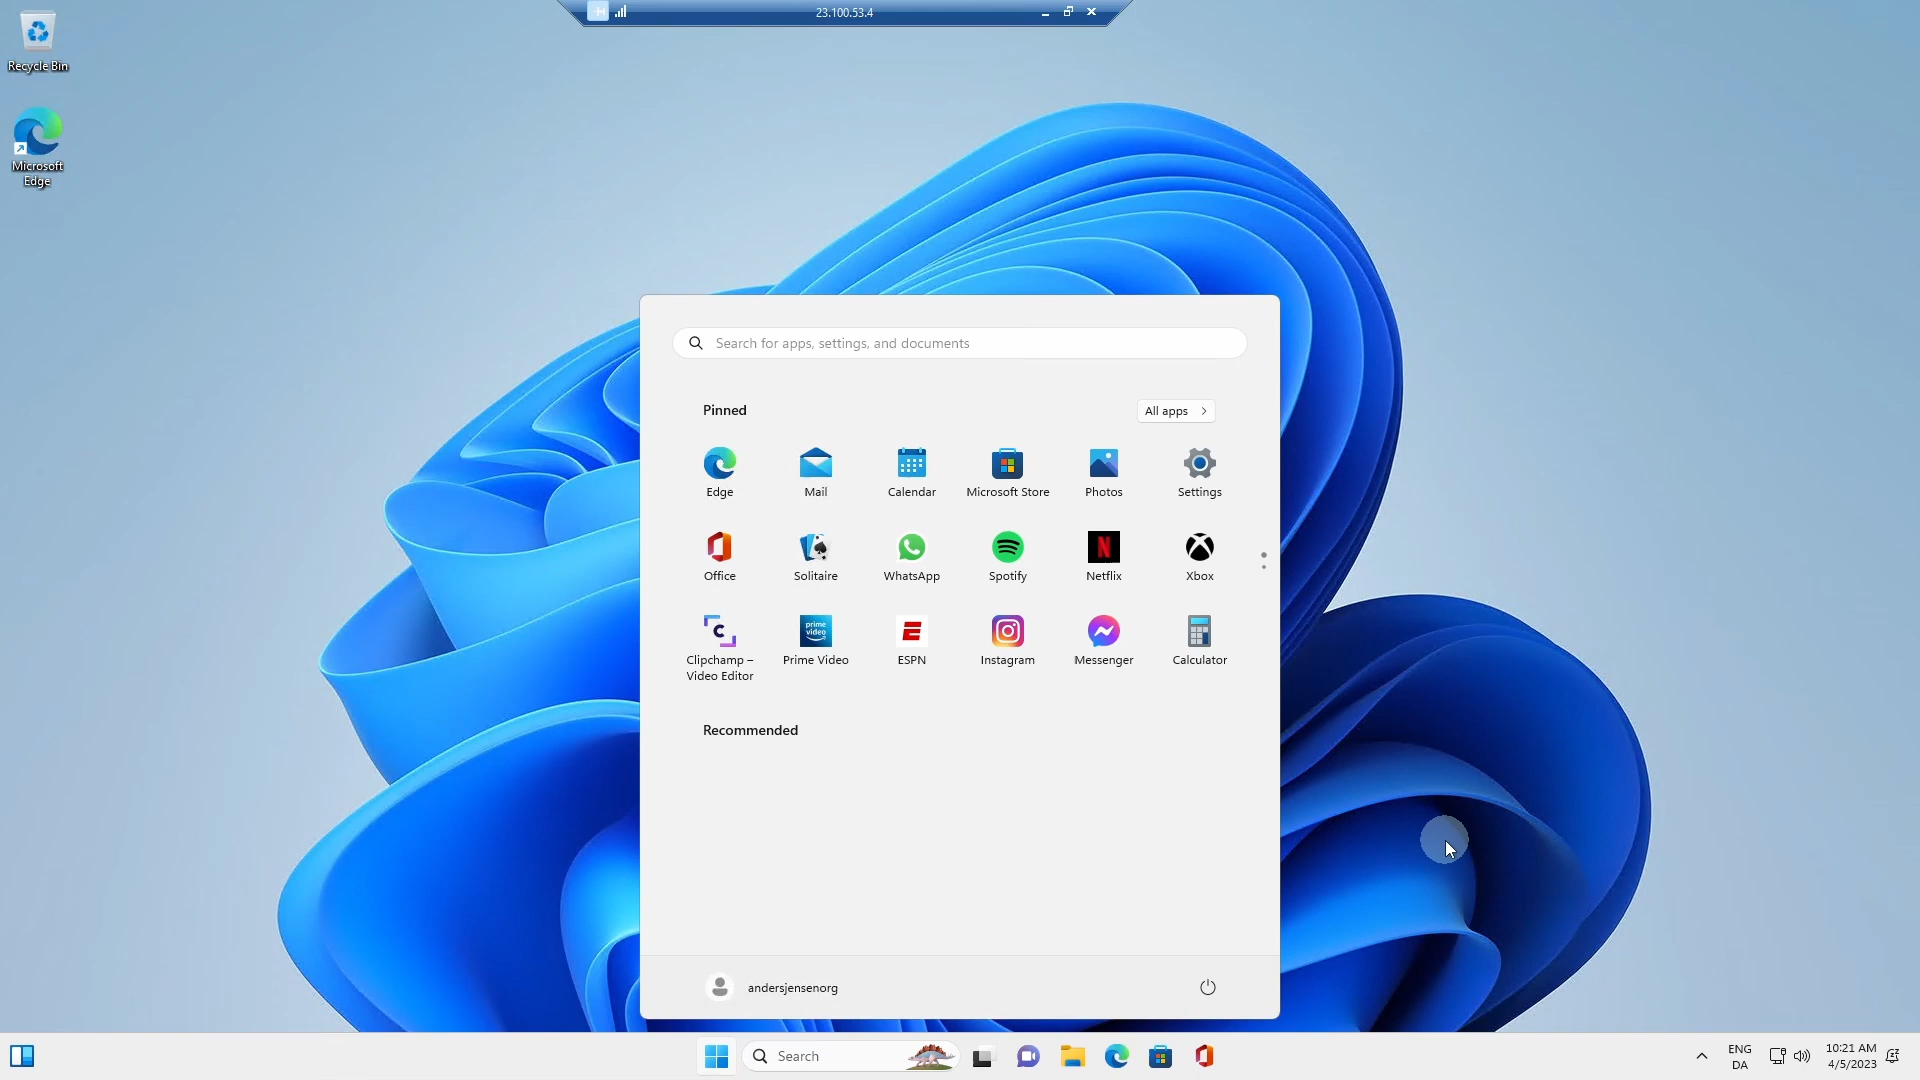 23.100.53.4
Recycle Bin
Microsoft
Edge
Search for apps, settings, and documents
Pinned
All apps
Edge
Mail
Calendar
Microsoft Store
Photos
Settings
Office
Solitaire
WhatsApp
Spotify
Netflix
Xbox
Clipchamp –
Video Editor
prime
video
Prime Video
ESPN
Instagram
Messenger
Calculator
Recommended
andersjensenorg
Search
ENG
DA
10:21 AM
4/5/2023